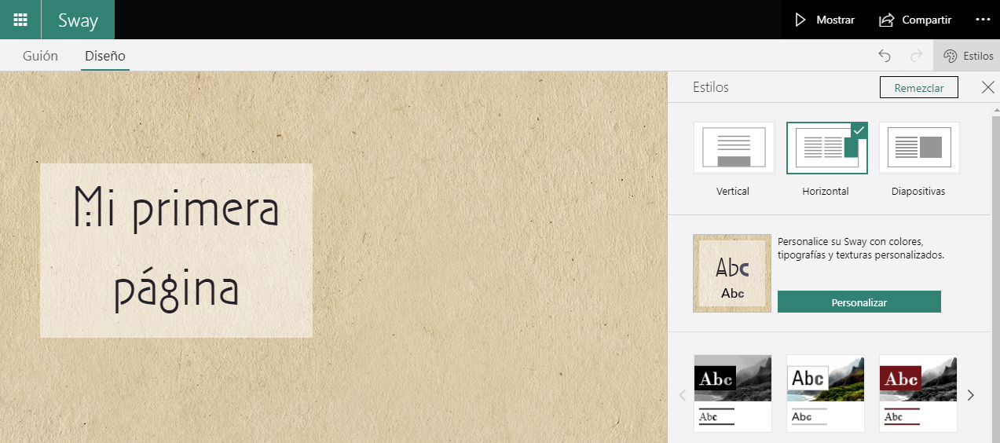 Sway
Mostrar
Compartir
Guión
Diseño
Estilos
Estilos
Remezclar
Mi primera
página
Vertical
Horizontal
Diapositivas
Abc
Abc
Personalice su Sway con colores,
tipografías y texturas personalizados.
Personalizar
Abc
Abc
Abc
Abc
Abc
Abc